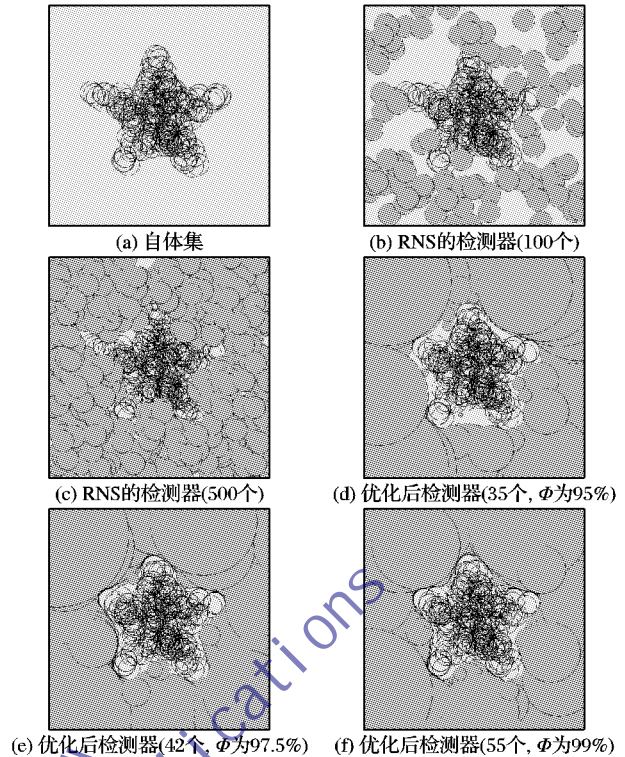 (a) 自体集
(b) RNS的检测器(100个)
(c) RNS的检测器(500个)
(d) 优化后检测器(35个, Φ为95%)
(e) 优化后检测器(42个, Φ为97.5%)
(f) 优化后检测器(55个, Φ为99%)
ications